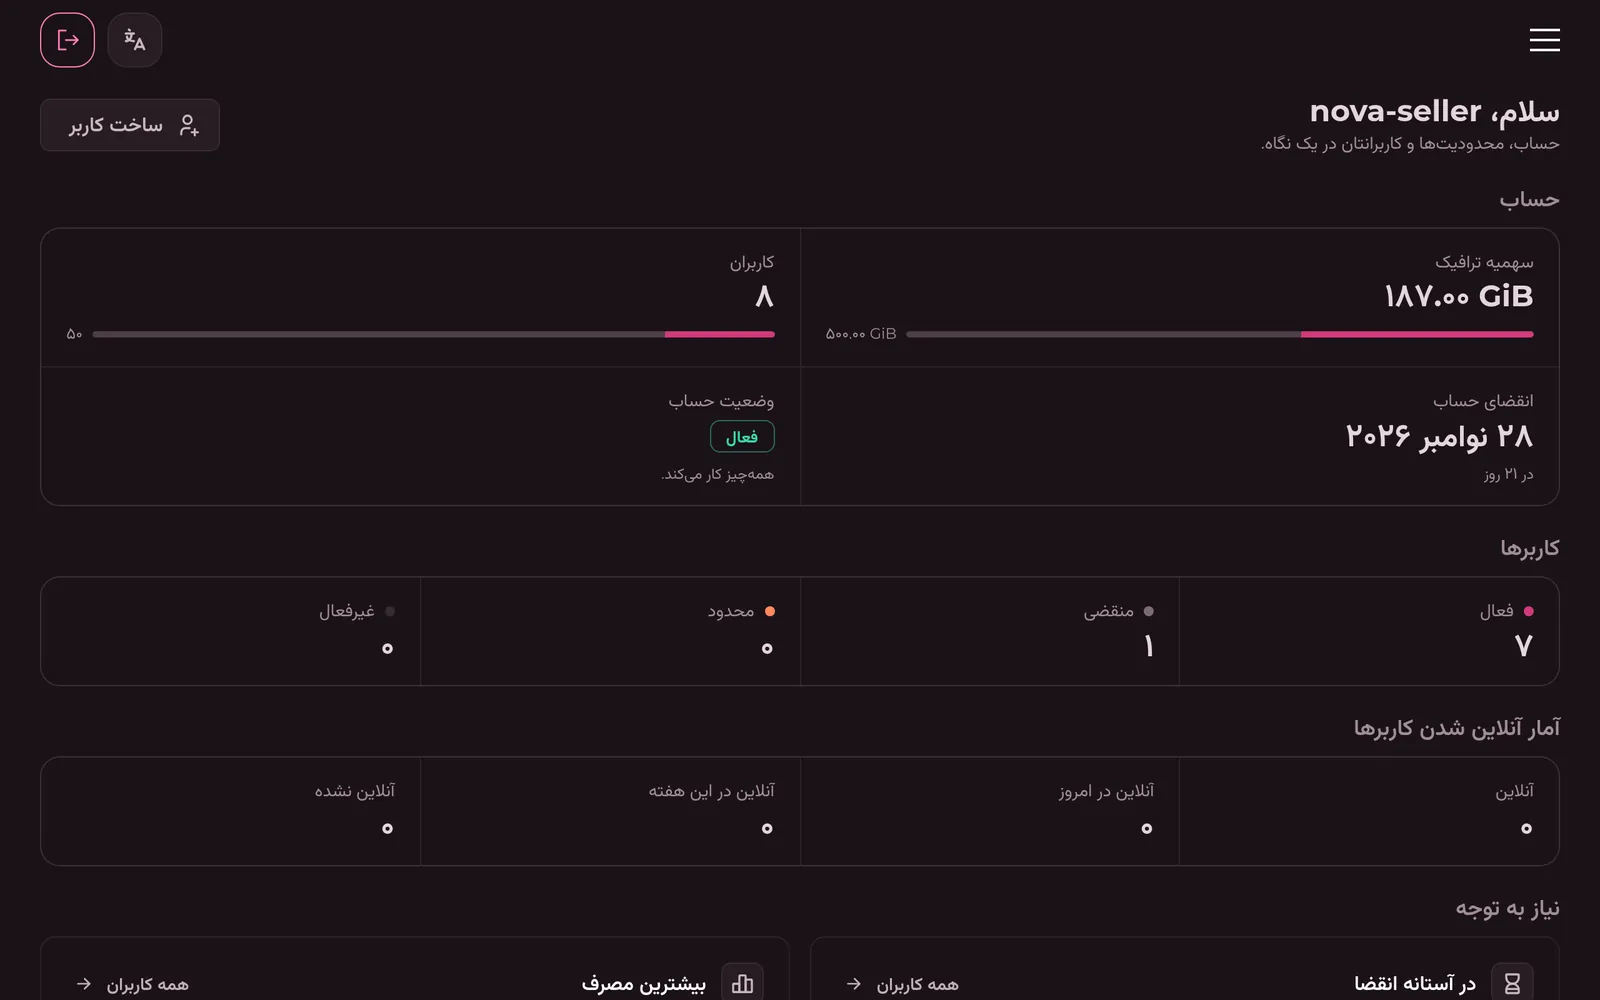 سلام، nova-seller
ساخت کاربر
حساب، محدودیت‌ها و کاربرانتان در یک نگاه.
حساب
سهمیه ترافیک
۱۸۷.۰۰ GiB
۵۰۰.۰۰ GiB
کاربران
۸
۵۰
انقضای حساب
۲۸ نوامبر ۲۰۲۶
در ۲۱ روز
وضعیت حساب
فعال
همه‌چیز کار می‌کند.
کاربرها
فعال
۷
منقضی
۱
محدود
۰
غیرفعال
۰
آمار آنلاین شدن کاربرها
آنلاین
۰
آنلاین در امروز
۰
آنلاین در این هفته
۰
آنلاین نشده
۰
نیاز به توجه
در آستانه انقضا
همه کاربران
بیشترین مصرف
همه کاربران